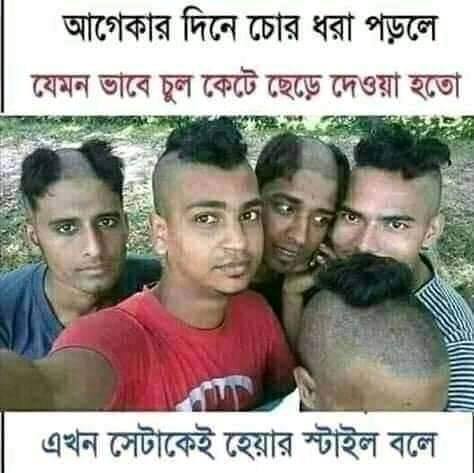 আগেকার দিনে চোর ধরা পড়লে
যেমন ভাবে চুল কেটে ছেড়ে দেওয়া হতো
এখন সেটাকেই হেয়ার স্টাইল বলে